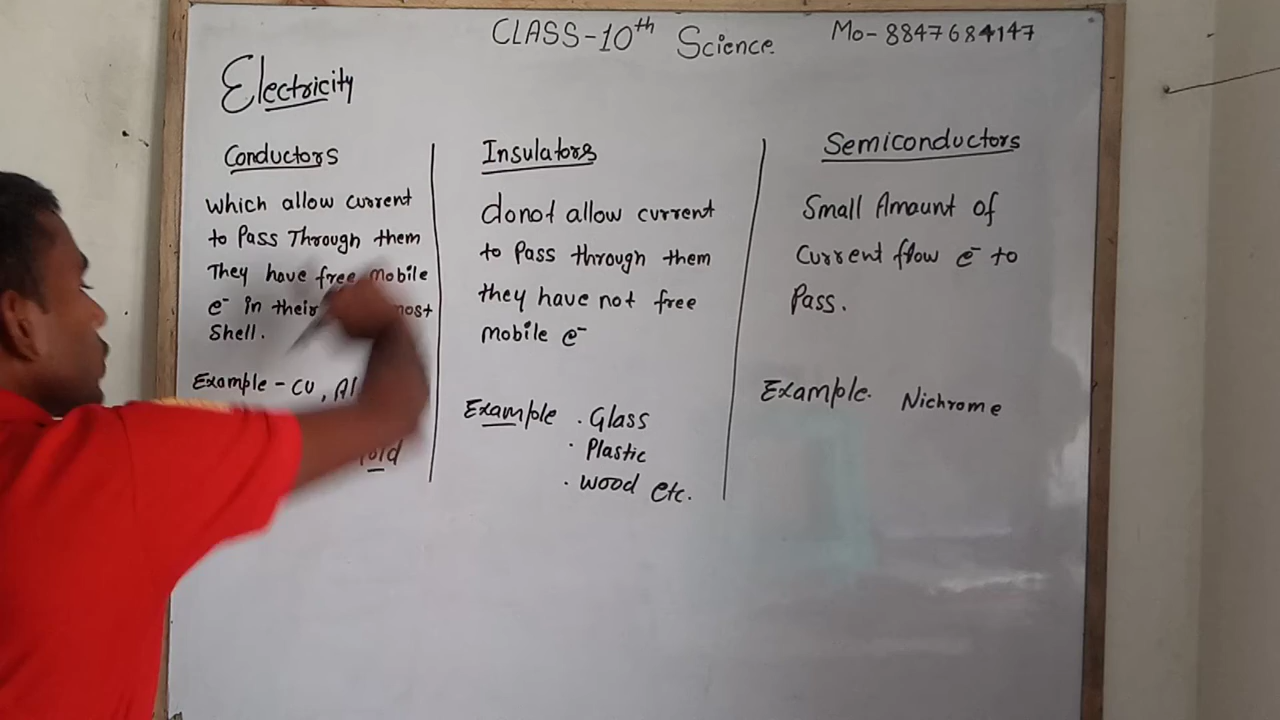 CLASS-10th Science Mo- 8847684147
Electricity
Conductors
which allow current
to Pass Through them
They have free mobile
e- in their most
Shell.
Example - Cu, Al
old
Insulators
donot allow current
to Pass through them
they have not free
mobile e-
Example . Glass
. Plastic
. wood etc.
Semiconductors
Small Amount of
Current flow e- to
Pass.
Example. Nichrome